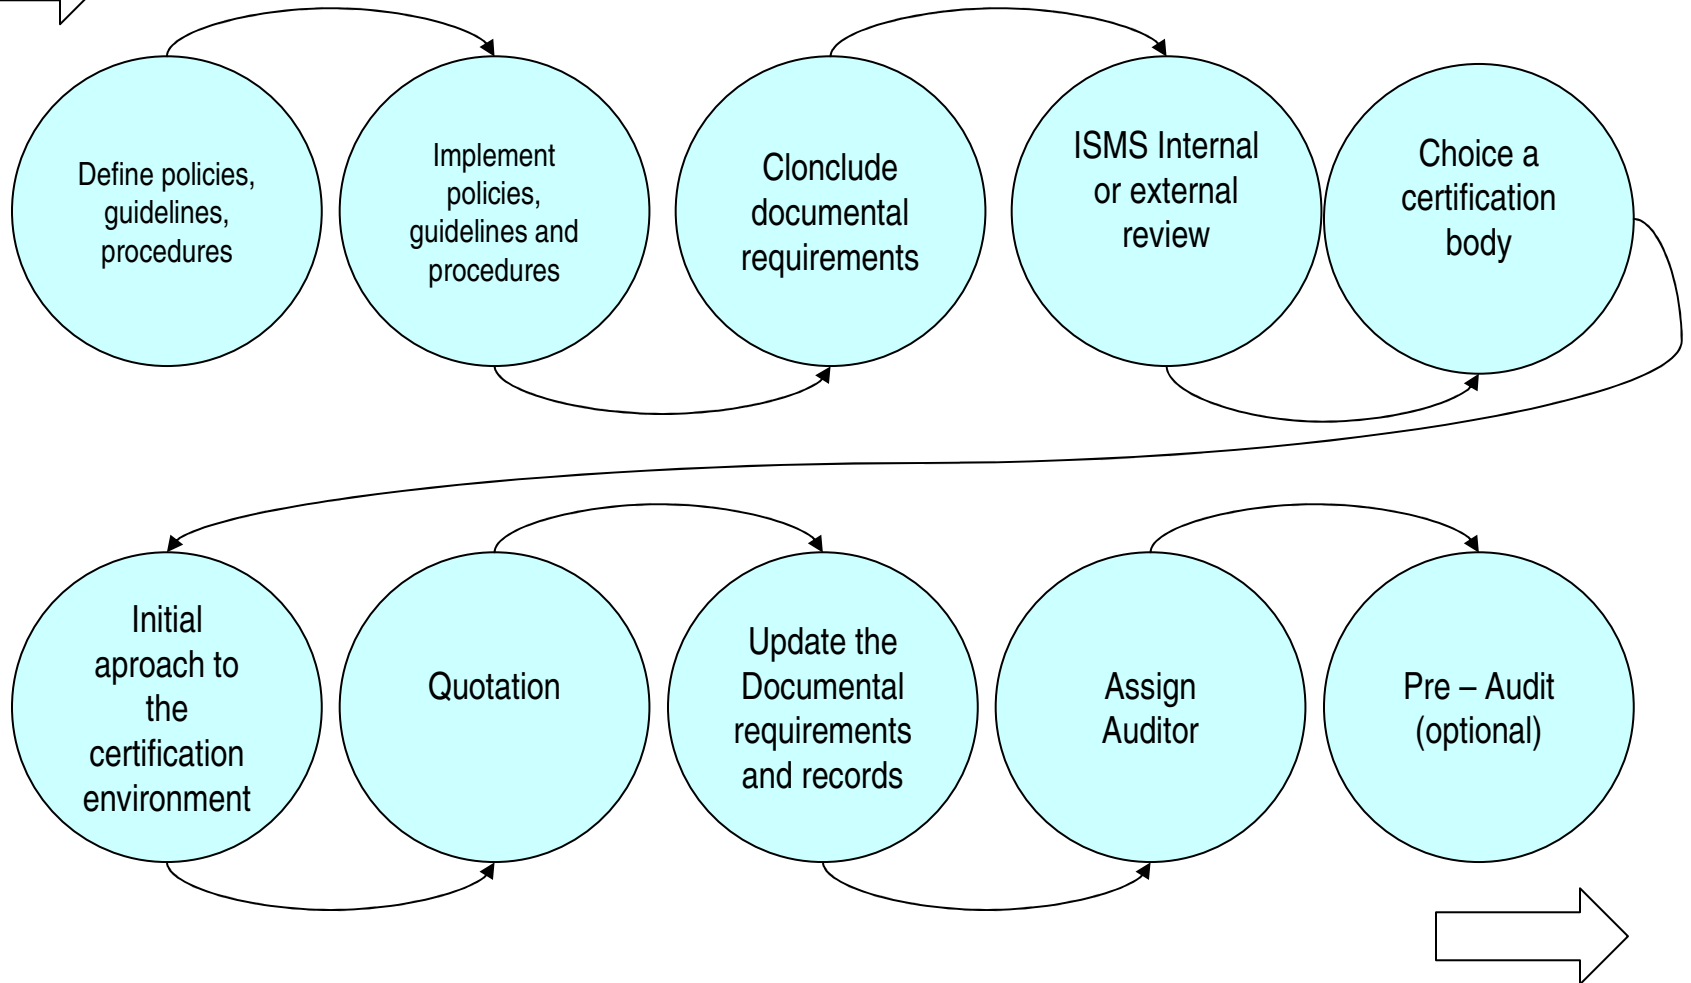 Define policies,
guidelines,
procedures
Implement
policies,
guidelines and
procedures
Clonclude
documental
requirements
ISMS Internal
or external
review
Choice a
certification
body
Initial
aproach to
the
certification
environment
Quotation
Update the
Documental
requirements
and records
Assign
Auditor
Pre – Audit
(optional)